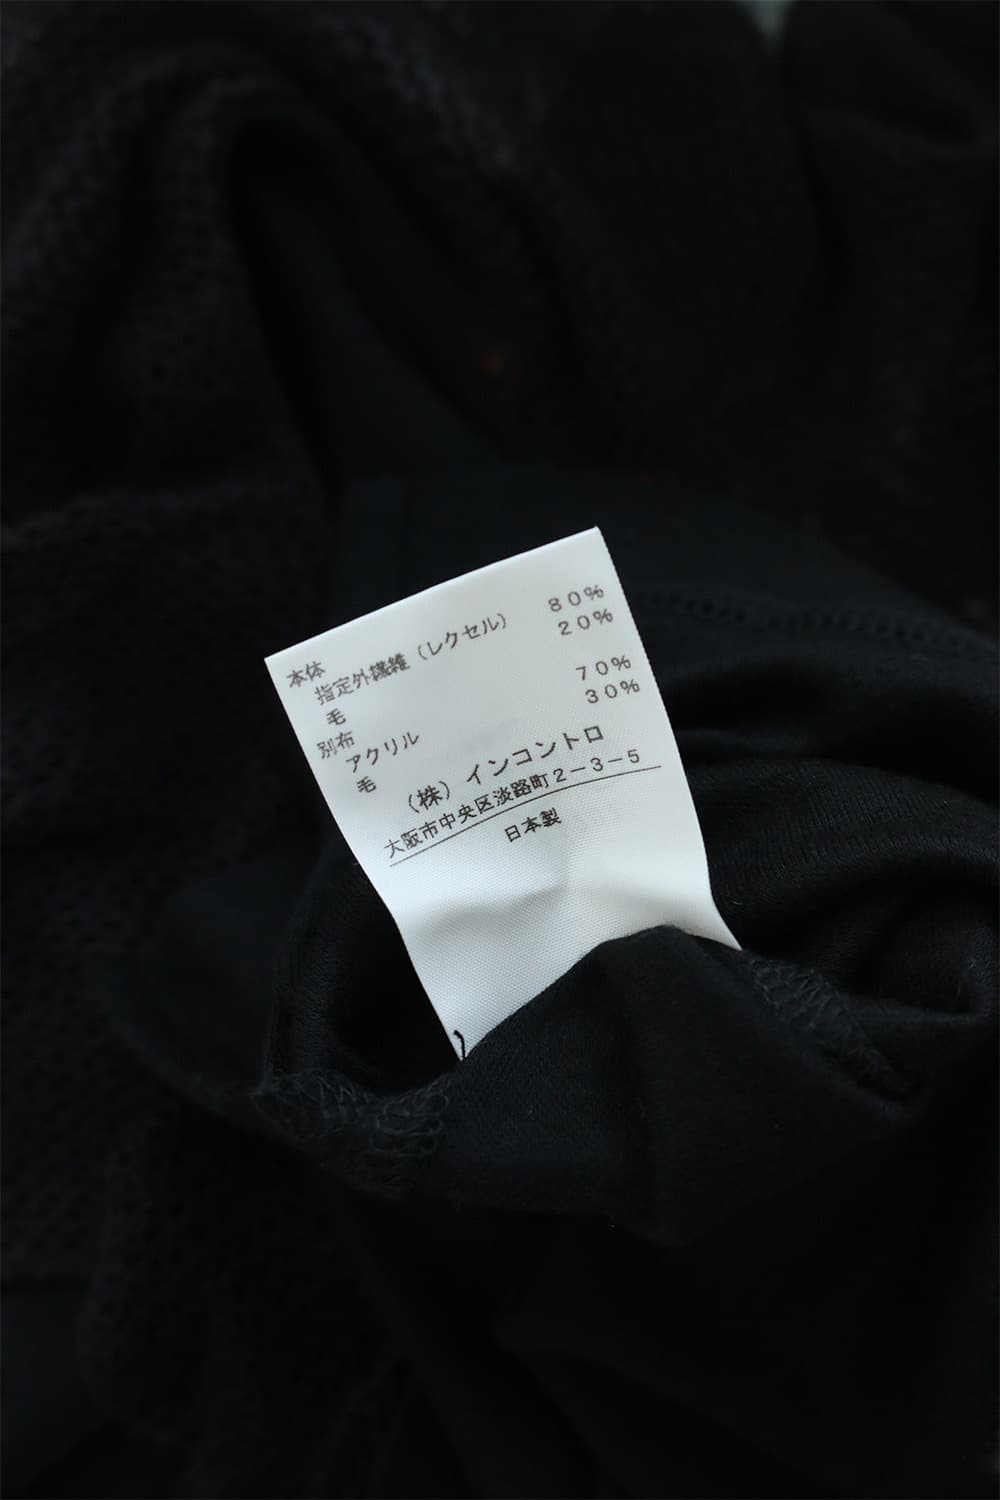 本体
指定外繊維（レクセル） 80%
毛 20%
別布
アクリル 70%
毛 30%
（株）インコントロ
大阪市中央区淡路町2-3-5
日本製